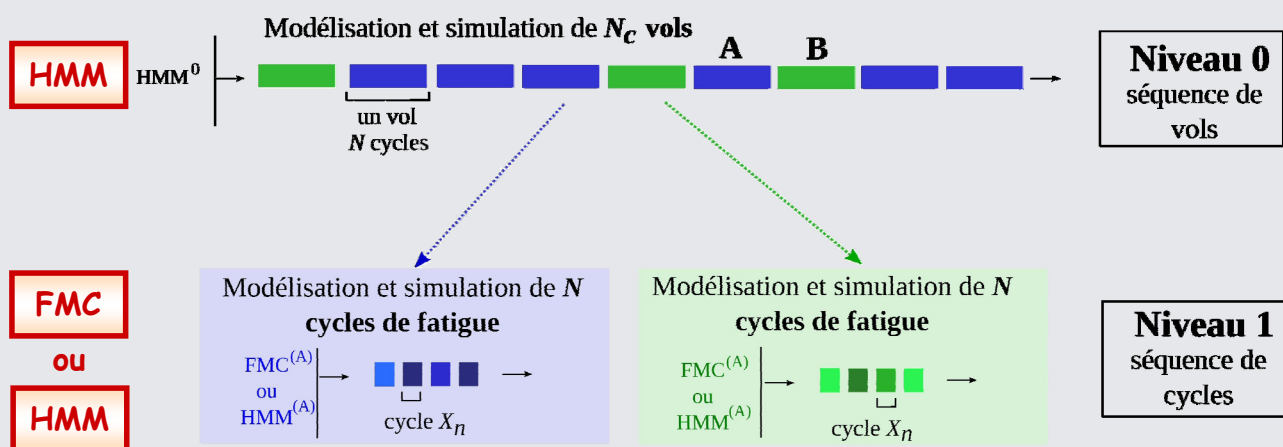 Modélisation et simulation de N_c vols
HMM
HMM⁰
A
B
un vol
N cycles
Niveau 0
séquence de
vols
FMC
ou
HMM
Modélisation et simulation de N
cycles de fatigue
FMC⁽ᴬ⁾
ou
HMM⁽ᴬ⁾
cycle Xₙ
Modélisation et simulation de N
cycles de fatigue
FMC⁽ᴬ⁾
ou
HMM⁽ᴬ⁾
cycle Xₙ
Niveau 1
séquence de
cycles